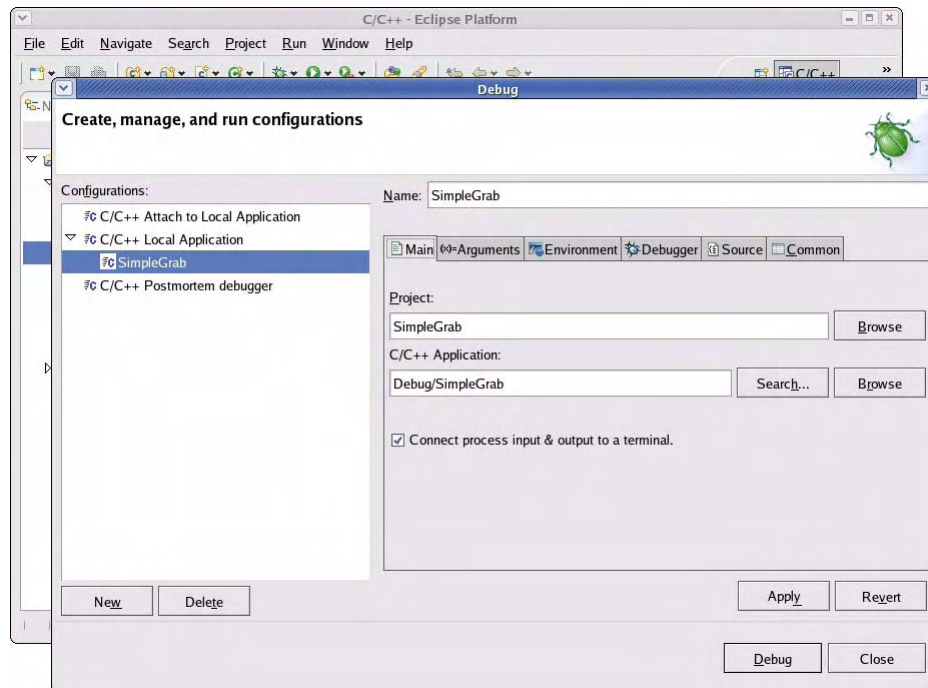 C/C++ - Eclipse Platform
File Edit Navigate Search Project Run Window Help
C/C++ »
N
Debug
Create, manage, and run configurations
Configurations:
C/C++ Attach to Local Application
C/C++ Local Application
SimpleGrab
C/C++ Postmortem debugger
New Delete
Name: SimpleGrab
Main (x)=Arguments Environment Debugger Source Common
Project:
SimpleGrab Browse
C/C++ Application:
Debug/SimpleGrab Search... Browse
Connect process input & output to a terminal.
Apply Revert
Debug Close